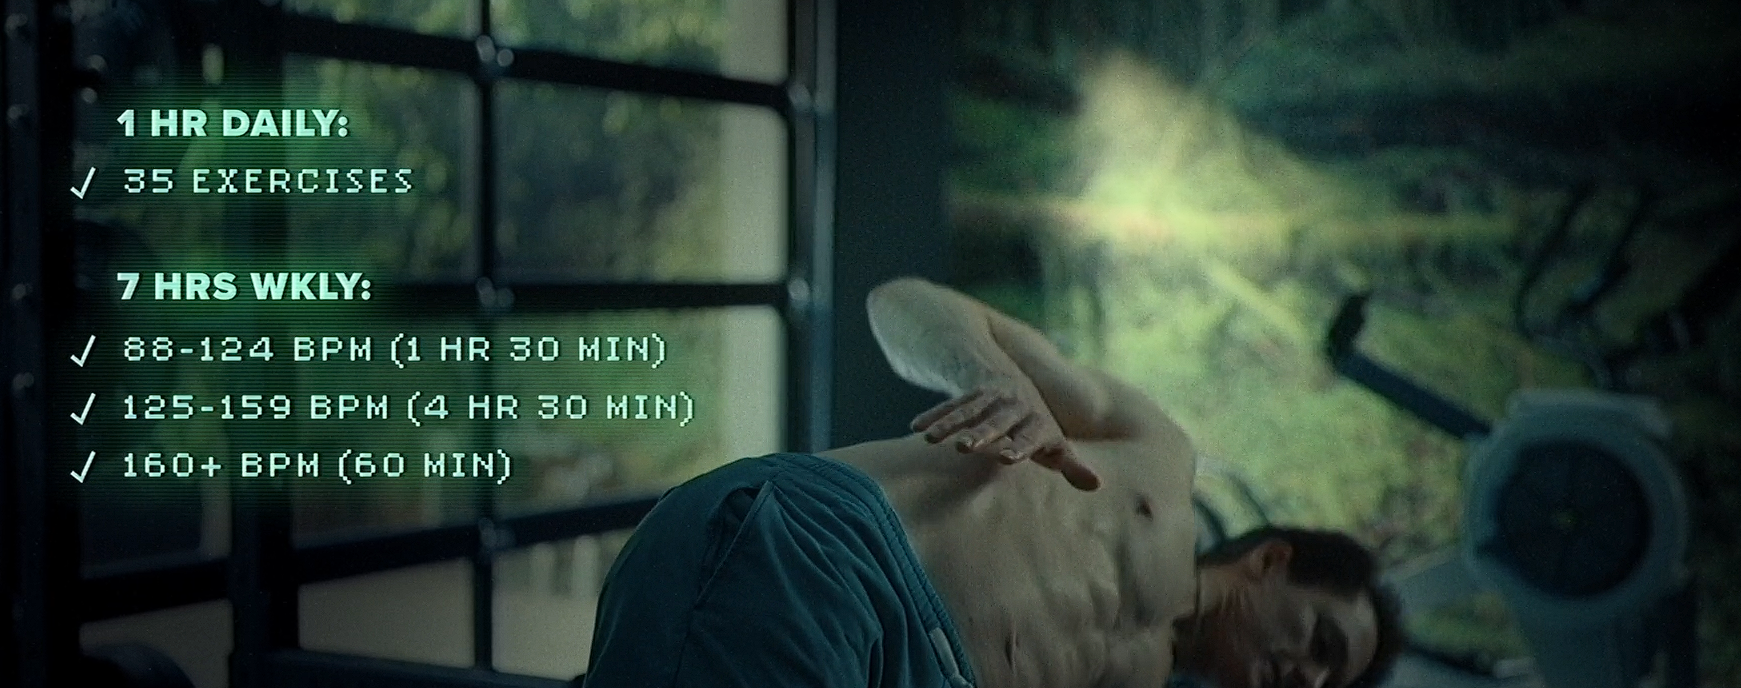 1 HR DAILY:
✓ 35 EXERCISES
7 HRS WKLY:
✓ 88-124 BPM (1 HR 30 MIN)
✓ 125-159 BPM (4 HR 30 MIN)
✓ 160+ BPM (60 MIN)